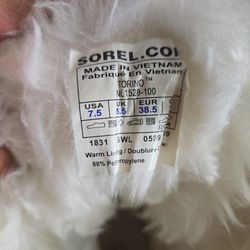 SOREL.COM
MADE IN VIETNAM
Fabriqué En Vietnam
TORINO™
NL1528-100
USA UK EUR
7.5 5.5 38.5
1831 SWL 0509
Warm Lining / Doublure
88% Polypropylene